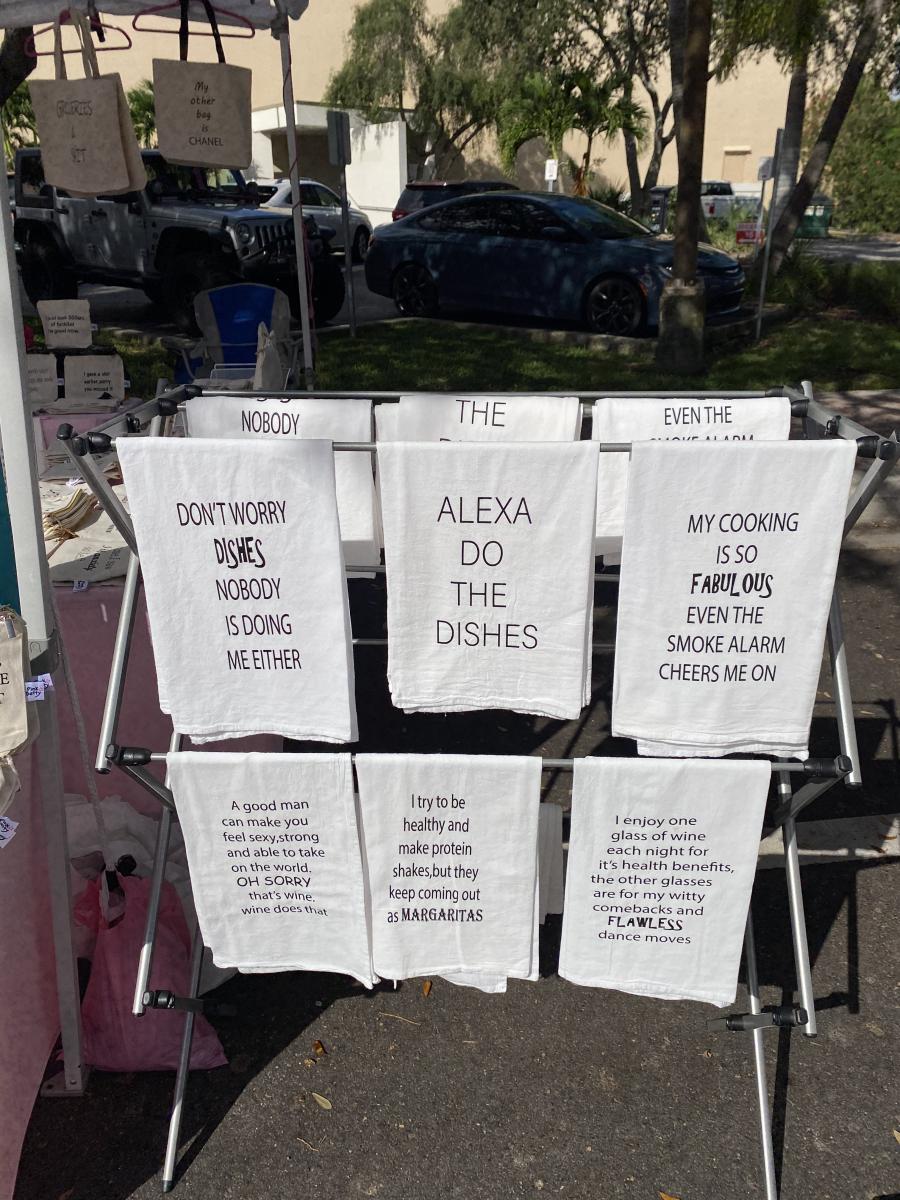 My
other
bag
is
CHANEL
GROCERIES
NOBODY
THE
EVEN THE
SMOKE ALARM
DON'T WORRY
DISHES
NOBODY
IS DOING
ME EITHER
ALEXA
DO
THE
DISHES
MY COOKING
IS SO
FABULOUS
EVEN THE
SMOKE ALARM
CHEERS ME ON
A good man
can make you
feel sexy,strong
and able to take
on the world.
OH SORRY
that's wine.
wine does that
I try to be
healthy and
make protein
shakes,but they
keep coming out
as MARGARITAS
I enjoy one
glass of wine
each night for
it's health benefits,
the other glasses
are for my witty
comebacks and
FLAWLESS
dance moves